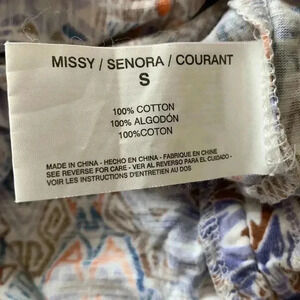 MISSY / SENORA / COURANT
S
100% COTTON
100% ALGODÓN
100%COTON
MADE IN CHINA - HECHO EN CHINA - FABRIQUE EN CHINE
SEE REVERSE FOR CARE - VER AL REVERSO PARA EL CUIDADO -
VOIR LES INSTRUCTIONS D'ENTRETIEN AU DOS